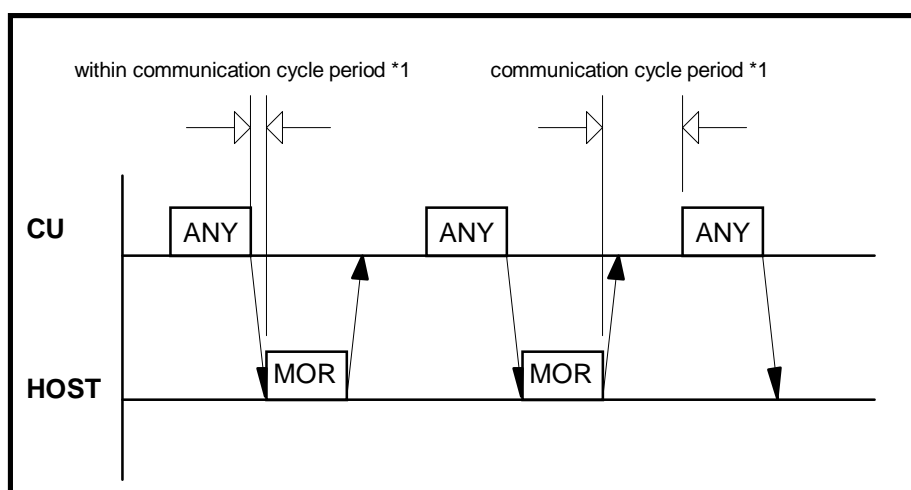 within communication cycle period *1
communication cycle period *1
CU
ANY
ANY
ANY
HOST
MOR
MOR